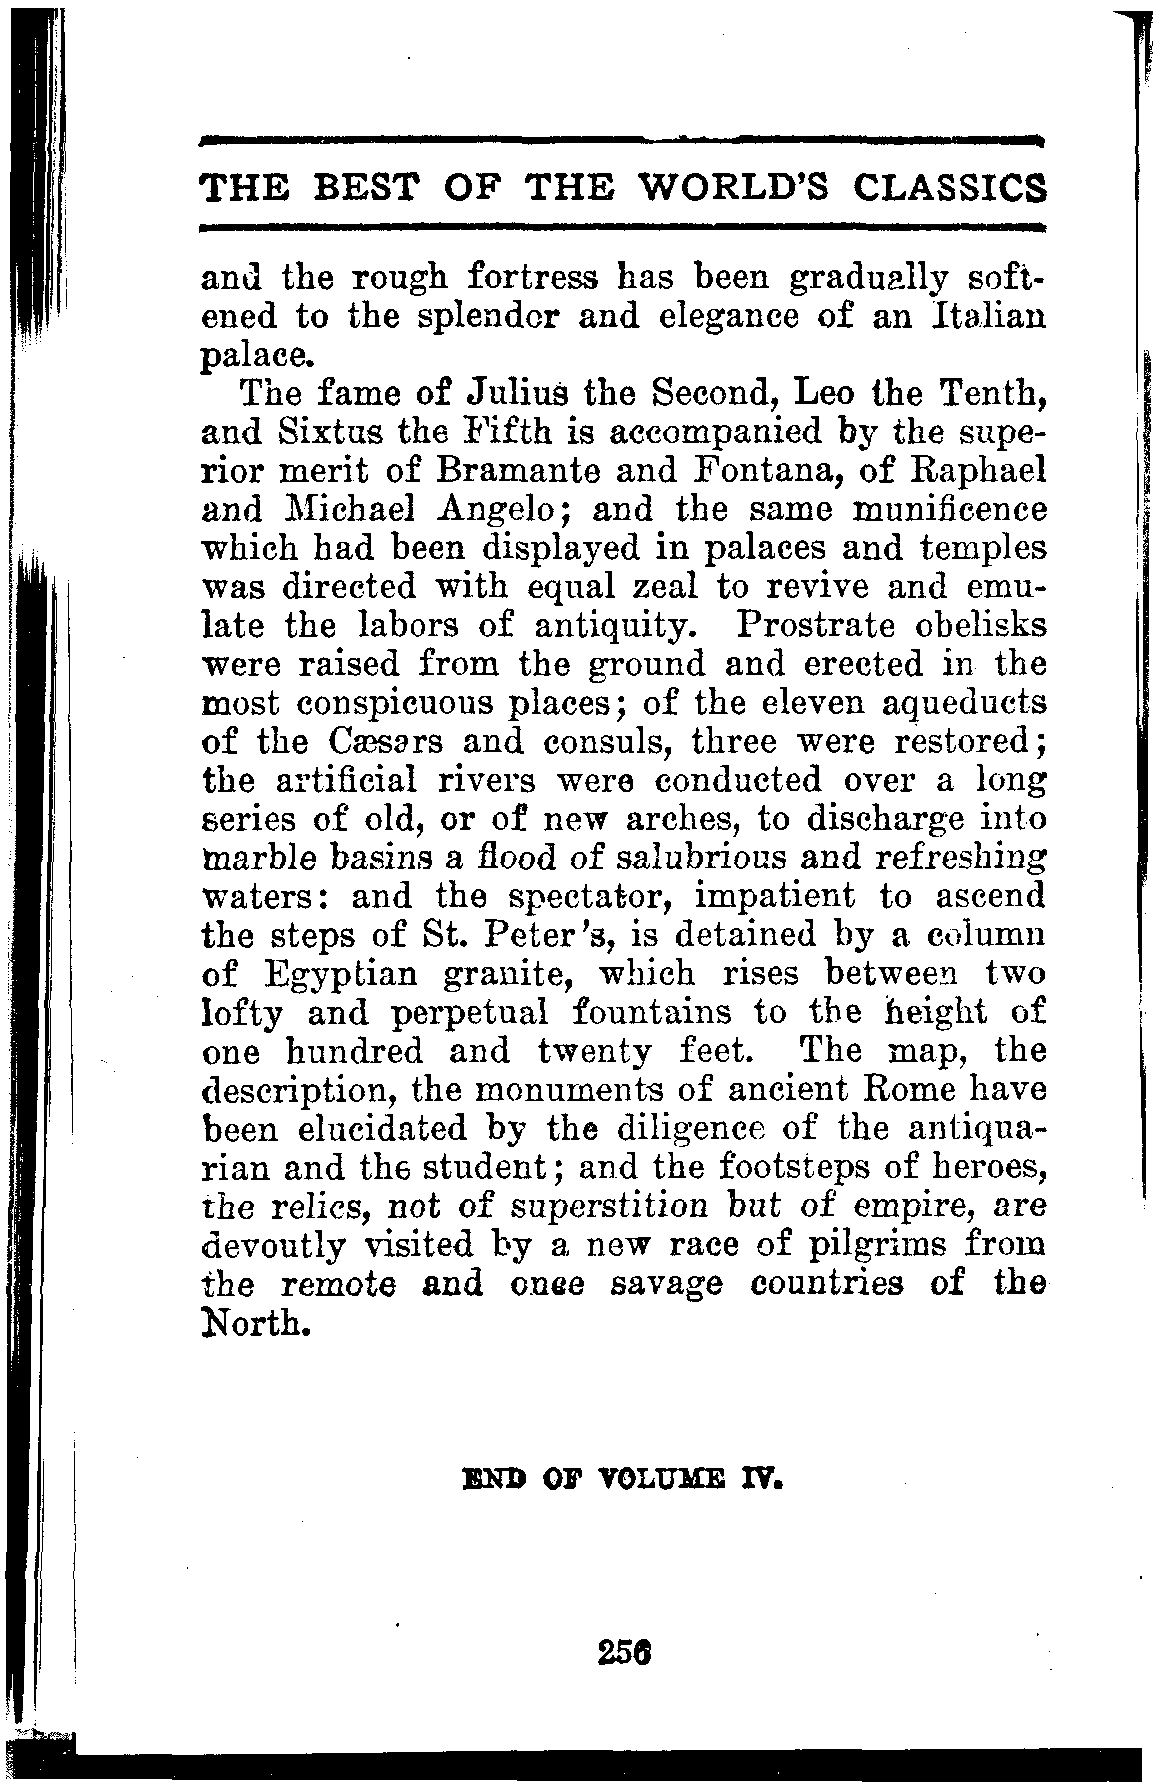 THE BEST OF THE WORLD'S CLASSICS
and the rough fortress has been gradually soft-
ened to the splendor and elegance of an Italian
palace.
The fame of Julius the Second, Leo the Tenth,
and Sixtus the Fifth is accompanied by the supe-
rior merit of Bramante and Fontana, of Raphael
and Michael Angelo; and the same munificence
which had been displayed in palaces and temples
was directed with equal zeal to revive and emu-
late the labors of antiquity. Prostrate obelisks
were raised from the ground and erected in the
most conspicuous places; of the eleven aqueducts
of the Cæsars and consuls, three were restored;
the artificial rivers were conducted over a long
series of old, or of new arches, to discharge into
marble basins a flood of salubrious and refreshing
waters: and the spectator, impatient to ascend
the steps of St. Peter's, is detained by a column
of Egyptian granite, which rises between two
lofty and perpetual fountains to the height of
one hundred and twenty feet. The map, the
description, the monuments of ancient Rome have
been elucidated by the diligence of the antiqua-
rian and the student; and the footsteps of heroes,
the relics, not of superstition but of empire, are
devoutly visited by a new race of pilgrims from
the remote and once savage countries of the
North.
END OF VOLUME IV.
256